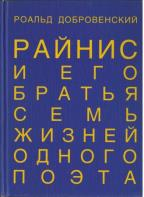 РОАЛЬД ДОБРОВЕНСКИЙ
РАЙНИС
И ЕГО
БРАТЬЯ
СЕМЬ
ЖИЗНЕЙ
ОДНОГО
ПОЭТА